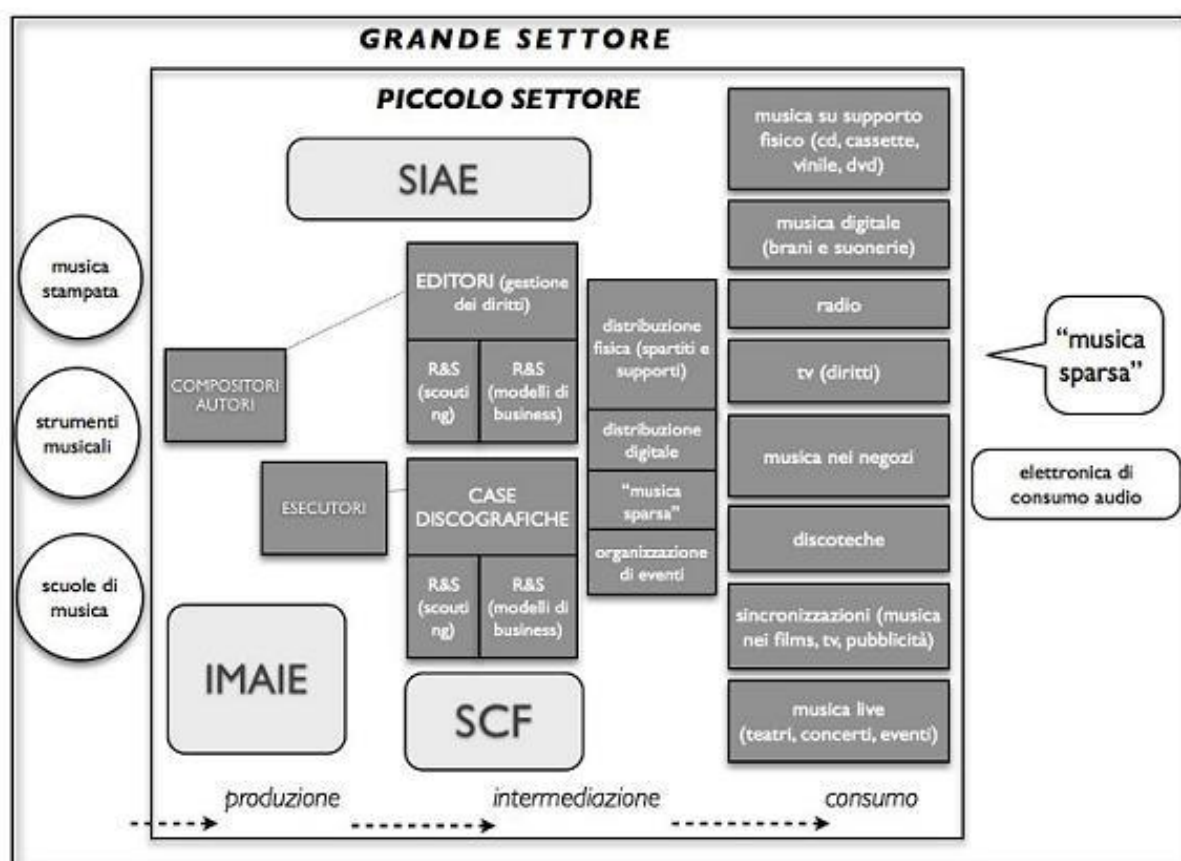 GRANDE SETTORE
PICCOLO SETTORE
SIAE
musica
stampata
strumenti
musicali
scuole di
musica
COMPOSITORI
AUTORI
ESECUTORI
IMAIE
EDITORI (gestione
dei diritti)
R&S
(scouti
ng)
R&S
(modelli di
business)
CASE
DISCOGRAFICHE
R&S
(scouti
ng)
R&S
(modelli di
business)
SCF
distribuzione
fisica (spartiti e
supporti)
distribuzione
digitale
“musica
sparsa”
organizzazione
di eventi
musica su supporto
fisico (cd, cassette,
vinile, dvd)
musica digitale
(brani e suonerie)
radio
tv (diritti)
musica nei negozi
discoteche
sincronizzazioni (musica
nei films, tv, pubblicità)
musica live
(teatri, concerti, eventi)
“musica
sparsa”
elettronica di
consumo audio
produzione
intermediazione
consumo